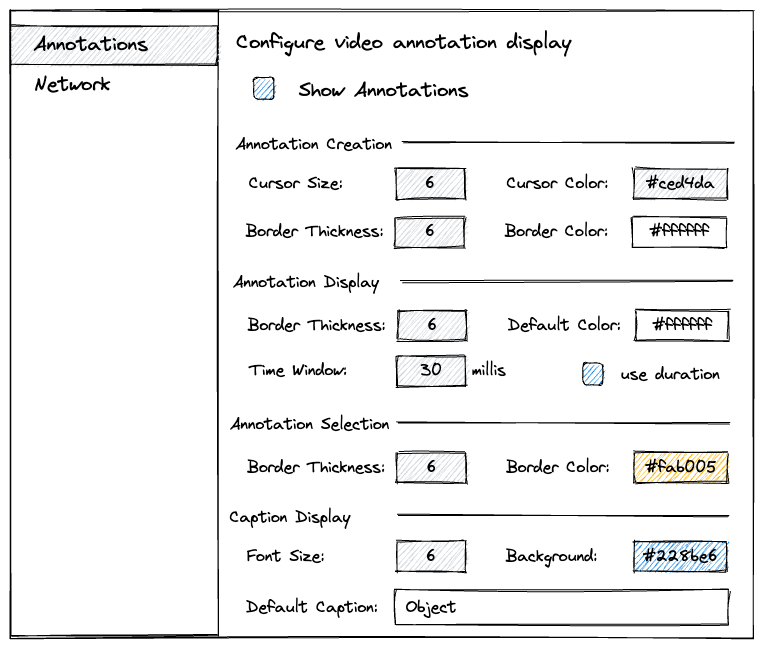 Annotations
Network
Configure video annotation display
Show Annotations
Annotation Creation
Cursor Size: 6 Cursor Color: #ced4da
Border Thickness: 6 Border Color: #ffffff
Annotation Display
Border Thickness: 6 Default Color: #ffffff
Time Window: 30 millis use duration
Annotation Selection
Border Thickness: 6 Border Color: #fab005
Caption Display
Font Size: 6 Background: #228be6
Default Caption: Object